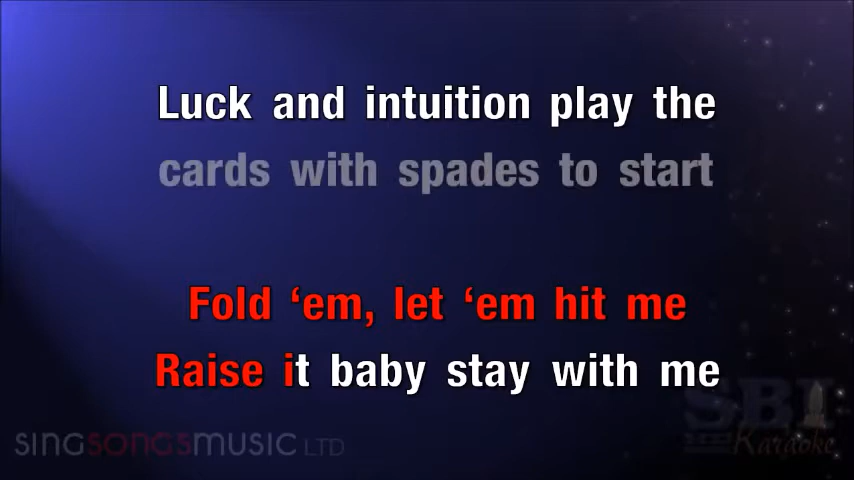 Luck and intuition play the
cards with spades to start
Fold ‘em, let ‘em hit me
Raise it baby stay with me
SINGSONGSMUSIC LTD
SBI
Karaoke